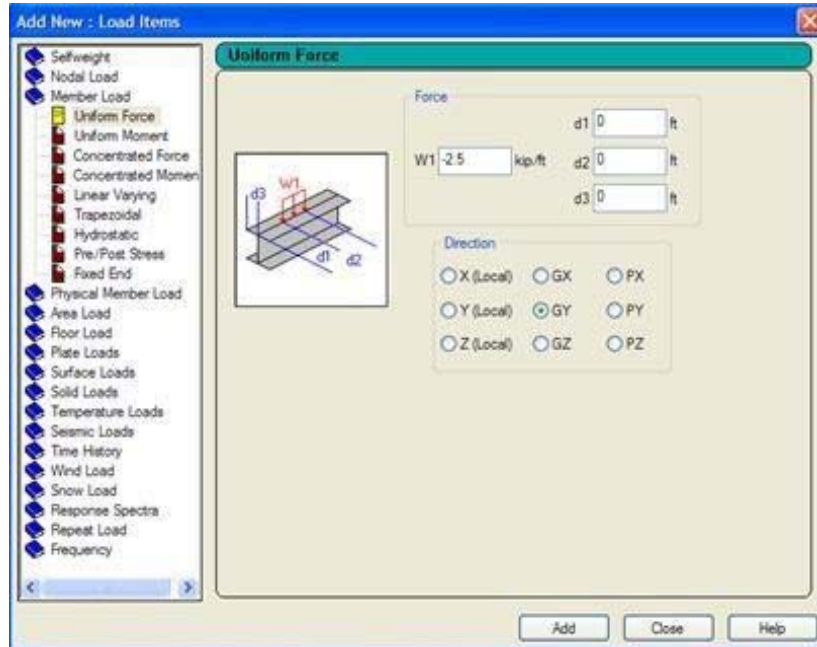 Add New : Load Items
Selfweight
Nodal Load
Member Load
Uniform Force
Uniform Moment
Concentrated Force
Concentrated Momen
Linear Varying
Trapezoidal
Hydrostatic
Pre/Post Stress
Fixed End
Physical Member Load
Area Load
Floor Load
Plate Loads
Surface Loads
Solid Loads
Temperature Loads
Seismic Loads
Time History
Wind Load
Snow Load
Response Spectra
Repeat Load
Frequency
Uniform Force
W1
d3
d1 d2
Force
d1 0 ft
W1 -2.5 kip/ft d2 0 ft
d3 0 ft
Direction
X (Local) GX PX
Y (Local) GY PY
Z (Local) GZ PZ
Add Close Help